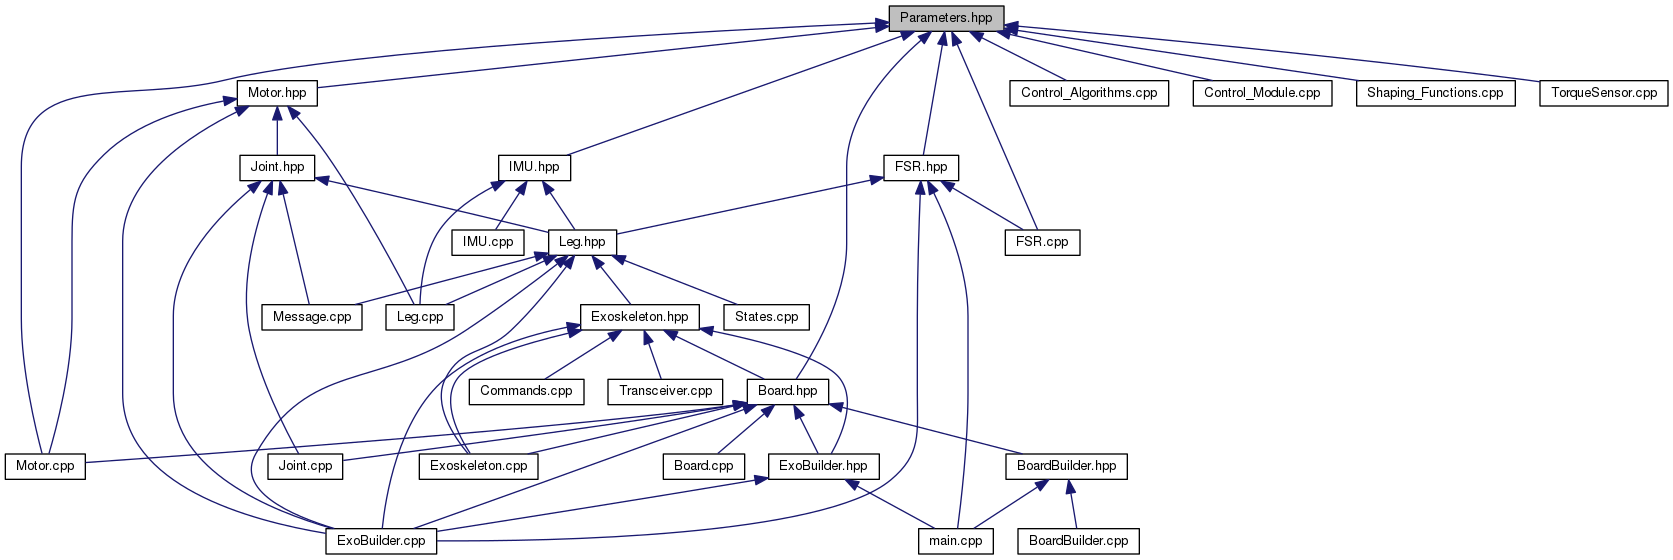 Parameters.hpp
Motor.hpp
Control_Algorithms.cpp
Control_Module.cpp
Shaping_Functions.cpp
TorqueSensor.cpp
Joint.hpp
IMU.hpp
FSR.hpp
IMU.cpp
Leg.hpp
FSR.cpp
Message.cpp
Leg.cpp
Exoskeleton.hpp
States.cpp
Commands.cpp
Transceiver.cpp
Board.hpp
Motor.cpp
Joint.cpp
Exoskeleton.cpp
Board.cpp
ExoBuilder.hpp
BoardBuilder.hpp
ExoBuilder.cpp
main.cpp
BoardBuilder.cpp